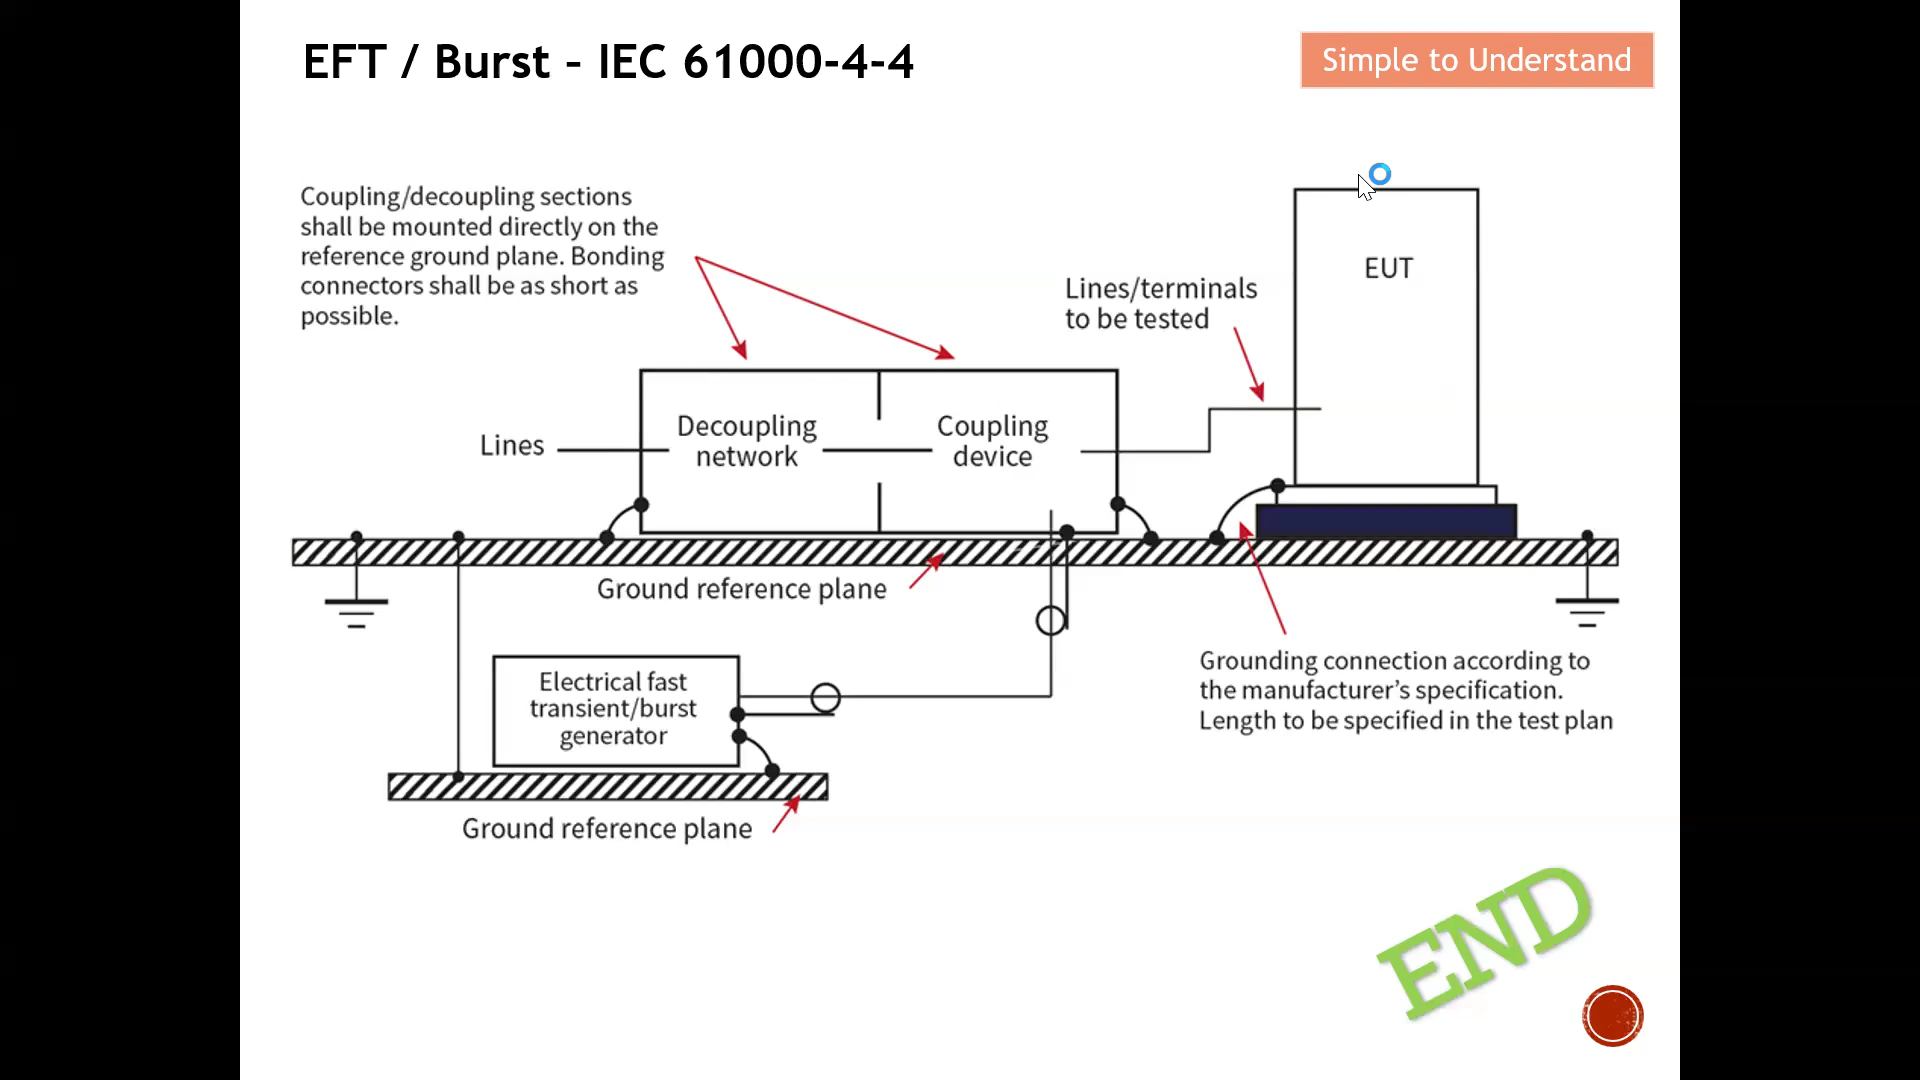 EFT / Burst – IEC 61000-4-4
Simple to Understand
Coupling/decoupling sections
shall be mounted directly on the
reference ground plane. Bonding
connectors shall be as short as
possible.
Lines/terminals
to be tested
EUT
Lines
Decoupling
network
Coupling
device
Ground reference plane
Electrical fast
transient/burst
generator
Grounding connection according to
the manufacturer’s specification.
Length to be specified in the test plan
Ground reference plane
END